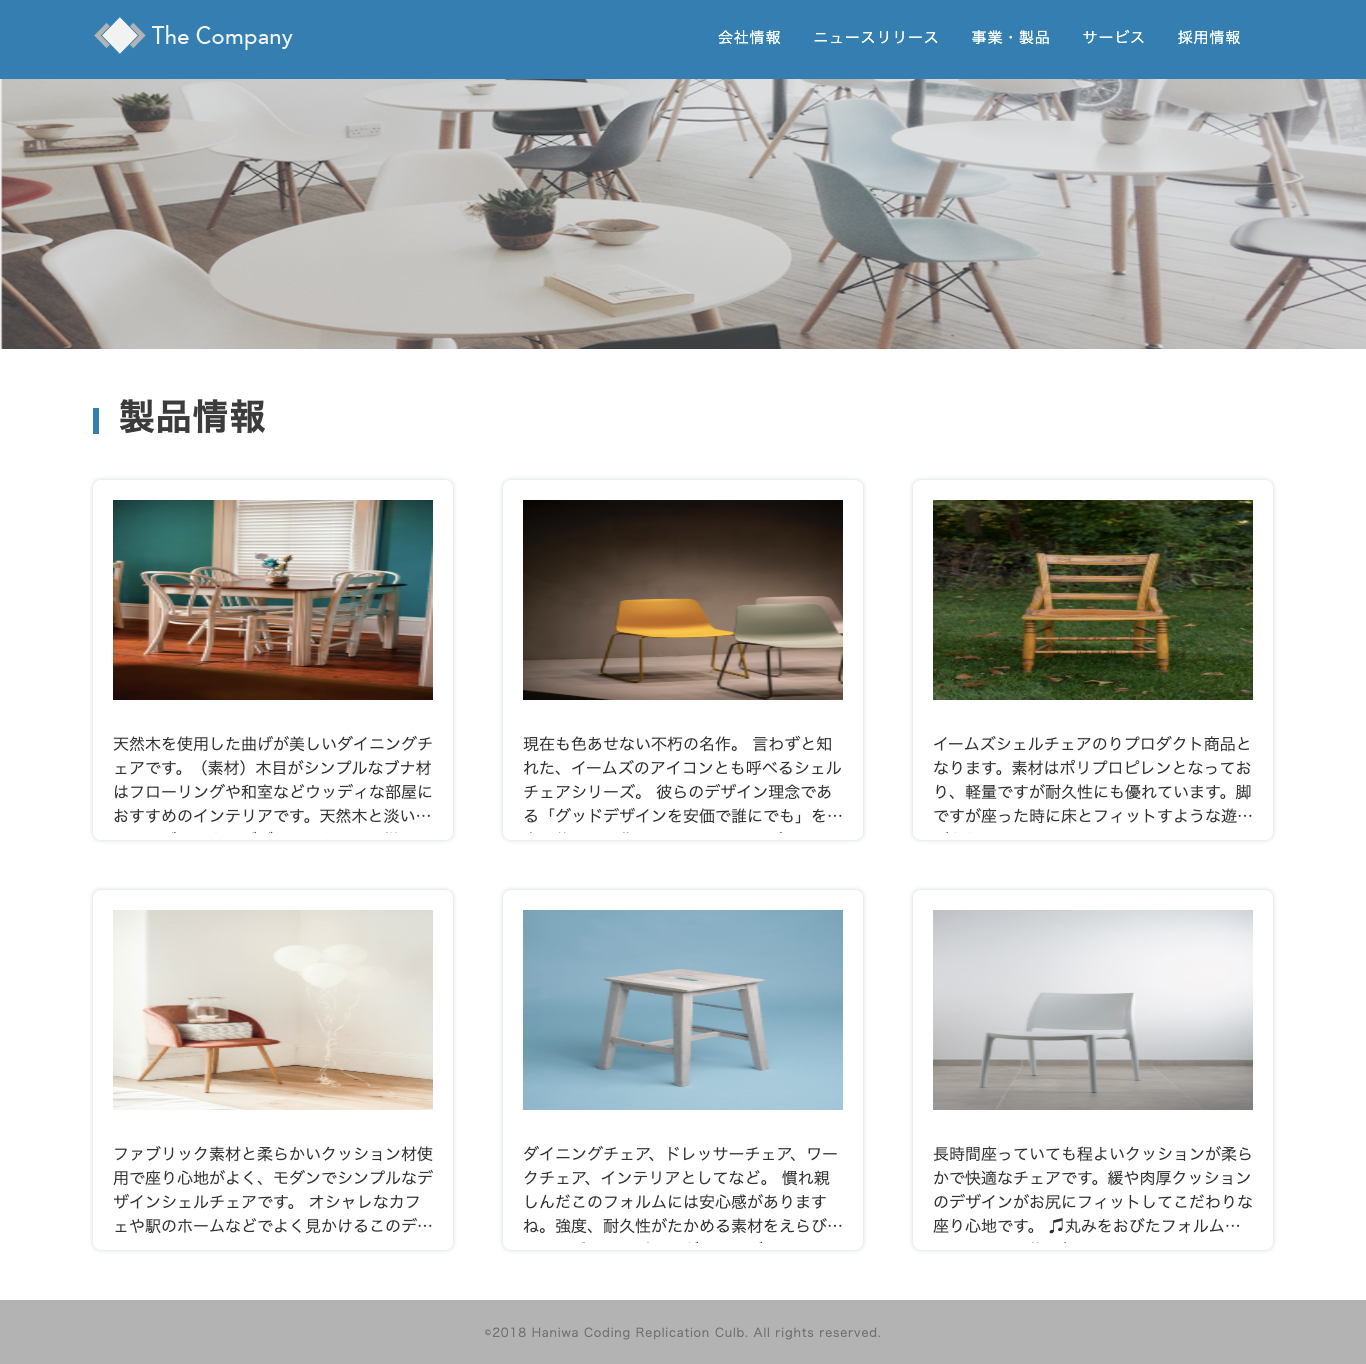 The Company
会社情報 ニュースリリース 事業・製品 サービス 採用情報
製品情報
天然木を使用した曲げが美しいダイニングチ
ェアです。（素材）木目がシンプルなブナ材
はフローリングや和室などウッディな部屋に
おすすめのインテリアです。天然木と淡い…
現在も色あせない不朽の名作。 言わずと知
れた、イームズのアイコンとも呼べるシェル
チェアシリーズ。 彼らのデザイン理念であ
る「グッドデザインを安価で誰にでも」を…
イームズシェルチェアのリプロダクト商品と
なります。素材はポリプロピレンとなってお
り、軽量ですが耐久性にも優れています。脚
ですが座った時に床とフィットすような遊…
ファブリック素材と柔らかいクッション材使
用で座り心地がよく、モダンでシンプルなデ
ザインシェルチェアです。 オシャレなカフ
ェや駅のホームなどでよく見かけるこのデ…
ダイニングチェア、ドレッサーチェア、ワー
クチェア、インテリアとしてなど。 慣れ親
しんだこのフォルムには安心感があります
ね。強度、耐久性がたかめる素材をえらび…
長時間座っていても程よいクッションが柔ら
かで快適なチェアです。緩や肉厚クッション
のデザインがお尻にフィットしてこだわりな
座り心地です。 ♫丸みをおびたフォルム…
©2018 Haniwa Coding Replication Culb. All rights reserved.